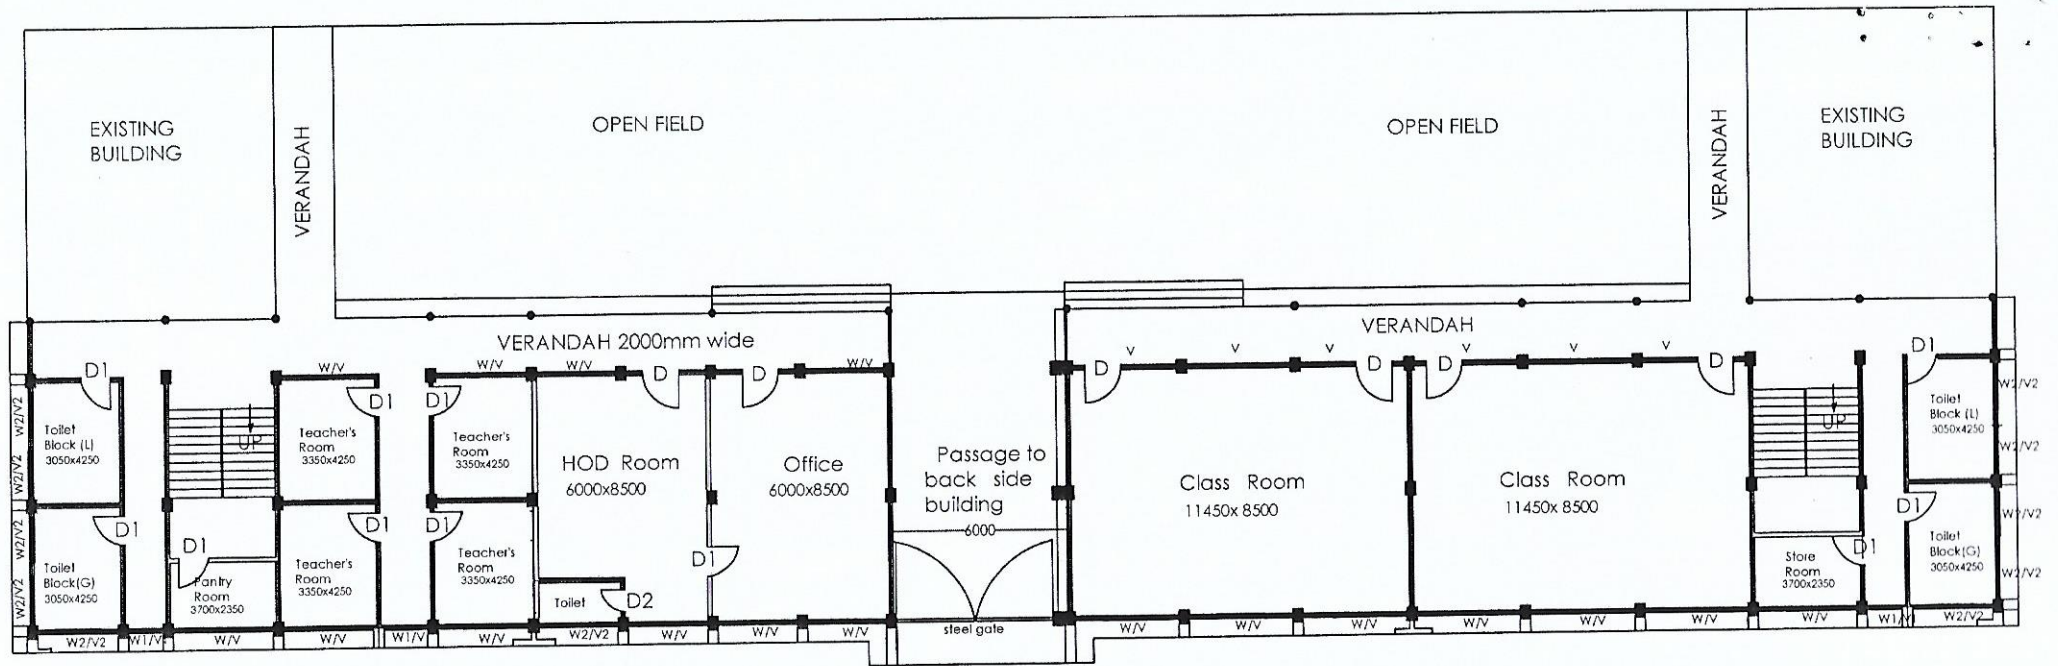 EXISTING
BUILDING
VERANDAH
OPEN FIELD
OPEN FIELD
VERANDAH
EXISTING
BUILDING
VERANDAH 2000mm wide
VERANDAH
D1
W/V
W/V
W/V
D
D
W/V
D
V
V
V
D
D
V
V
V
D
D1
D1
D1
W2/V2
W2/V2
W2/V2
W2/V2
Toilet
Block (L)
3050x4250
UP
Teacher's
Room
3350x4250
Teacher's
Room
3350x4250
HOD Room
6000x8500
Office
6000x8500
Passage to
back side
building
6000
Class Room
11450x 8500
Class Room
11450x 8500
UP
Toilet
Block (L)
3050x4250
W2/V2
W2/V2
W2/V2
W2/V2
D1
D1
D1
D1
D1
D1
D1
D1
Toilet
Block(G)
3050x4250
Pantry
Room
3700x2350
Teacher's
Room
3350x4250
Teacher's
Room
3350x4250
Toilet
D2
steel gate
Store
Room
3700x2350
Toilet
Block(G)
3050x4250
W2/V2
W1/V
W/V
W/V
W1/V
W/V
W2/V2
W/V
W/V
W/V
W/V
W/V
W/V
W/V
W/V
W/V
W/V
W1/V
W2/V2